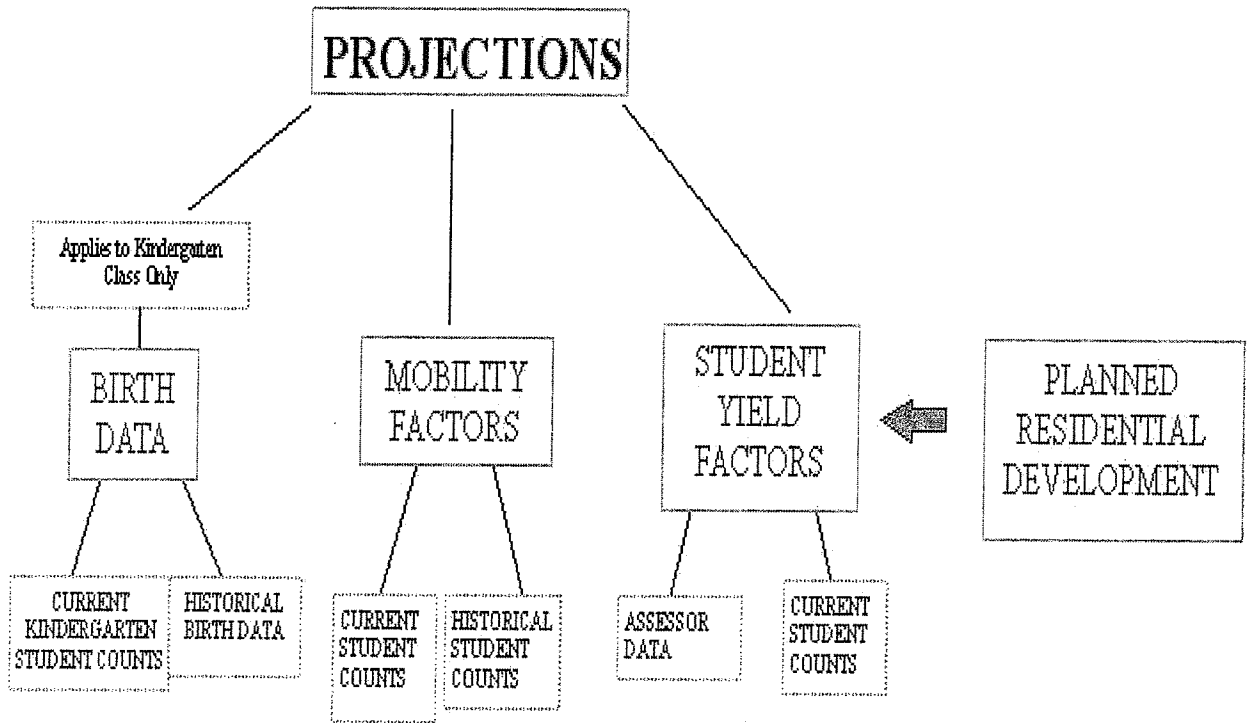 PROJECTIONS
Applies to Kindergarten
Class Only
BIRTH
DATA
MOBILITY
FACTORS
STUDENT
YIELD
FACTORS
PLANNED
RESIDENTIAL
DEVELOPMENT
CURRENT
KINDERGARTEN
STUDENT COUNTS
HISTORICAL
BIRTH DATA
CURRENT
STUDENT
COUNTS
HISTORICAL
STUDENT
COUNTS
ASSESSOR
DATA
CURRENT
STUDENT
COUNTS